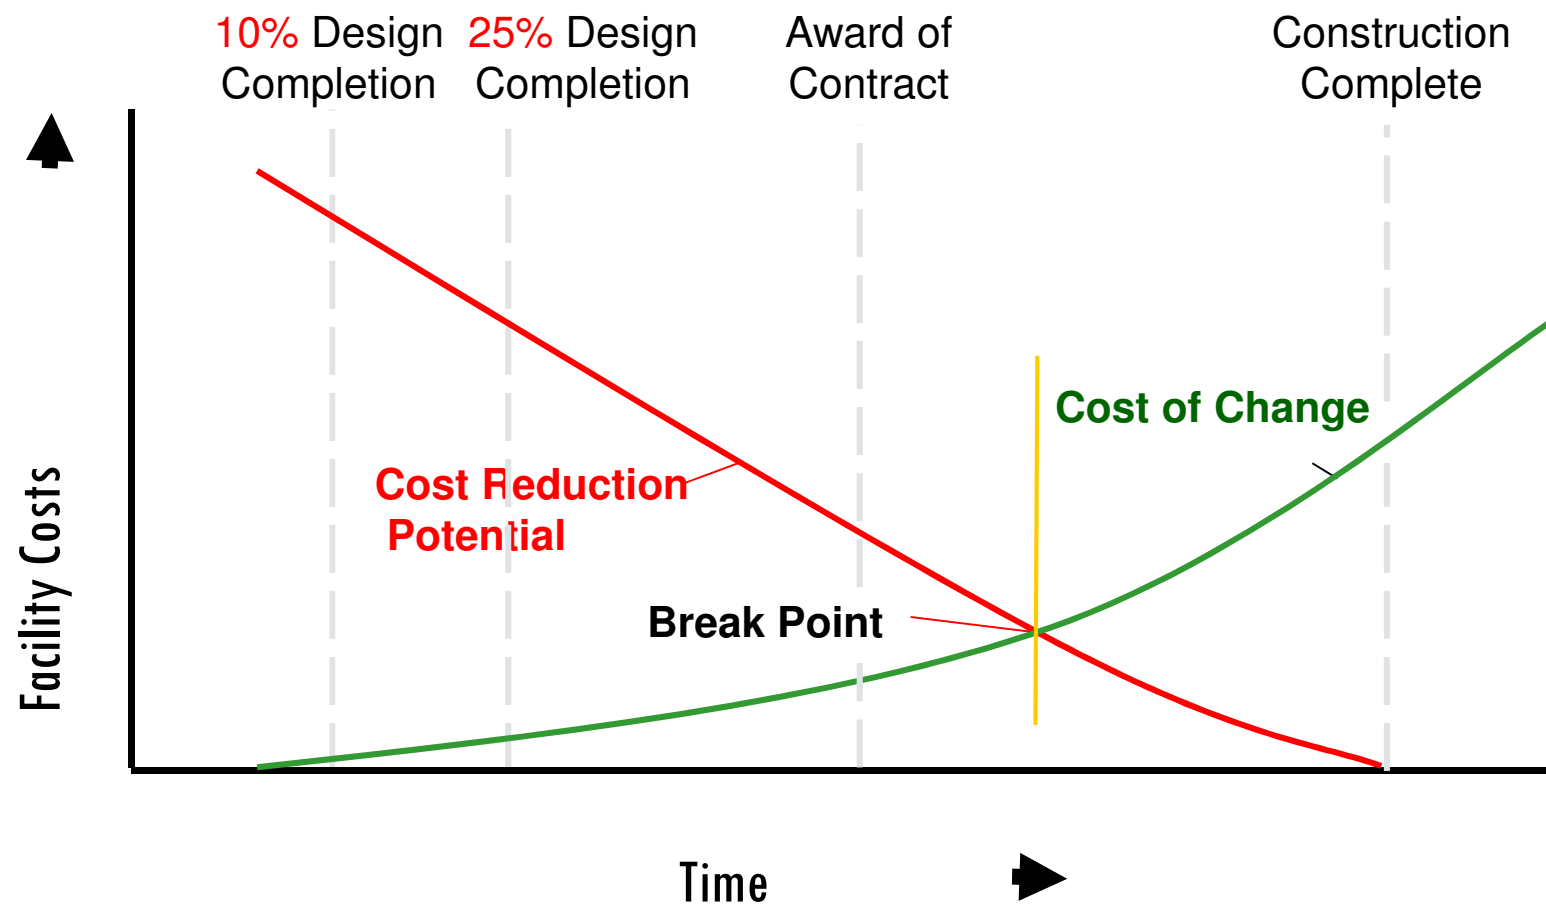 10% Design
Completion
25% Design
Completion
Award of
Contract
Construction
Complete
Cost of Change
Cost Reduction
Potential
Break Point
Facility Costs
Time